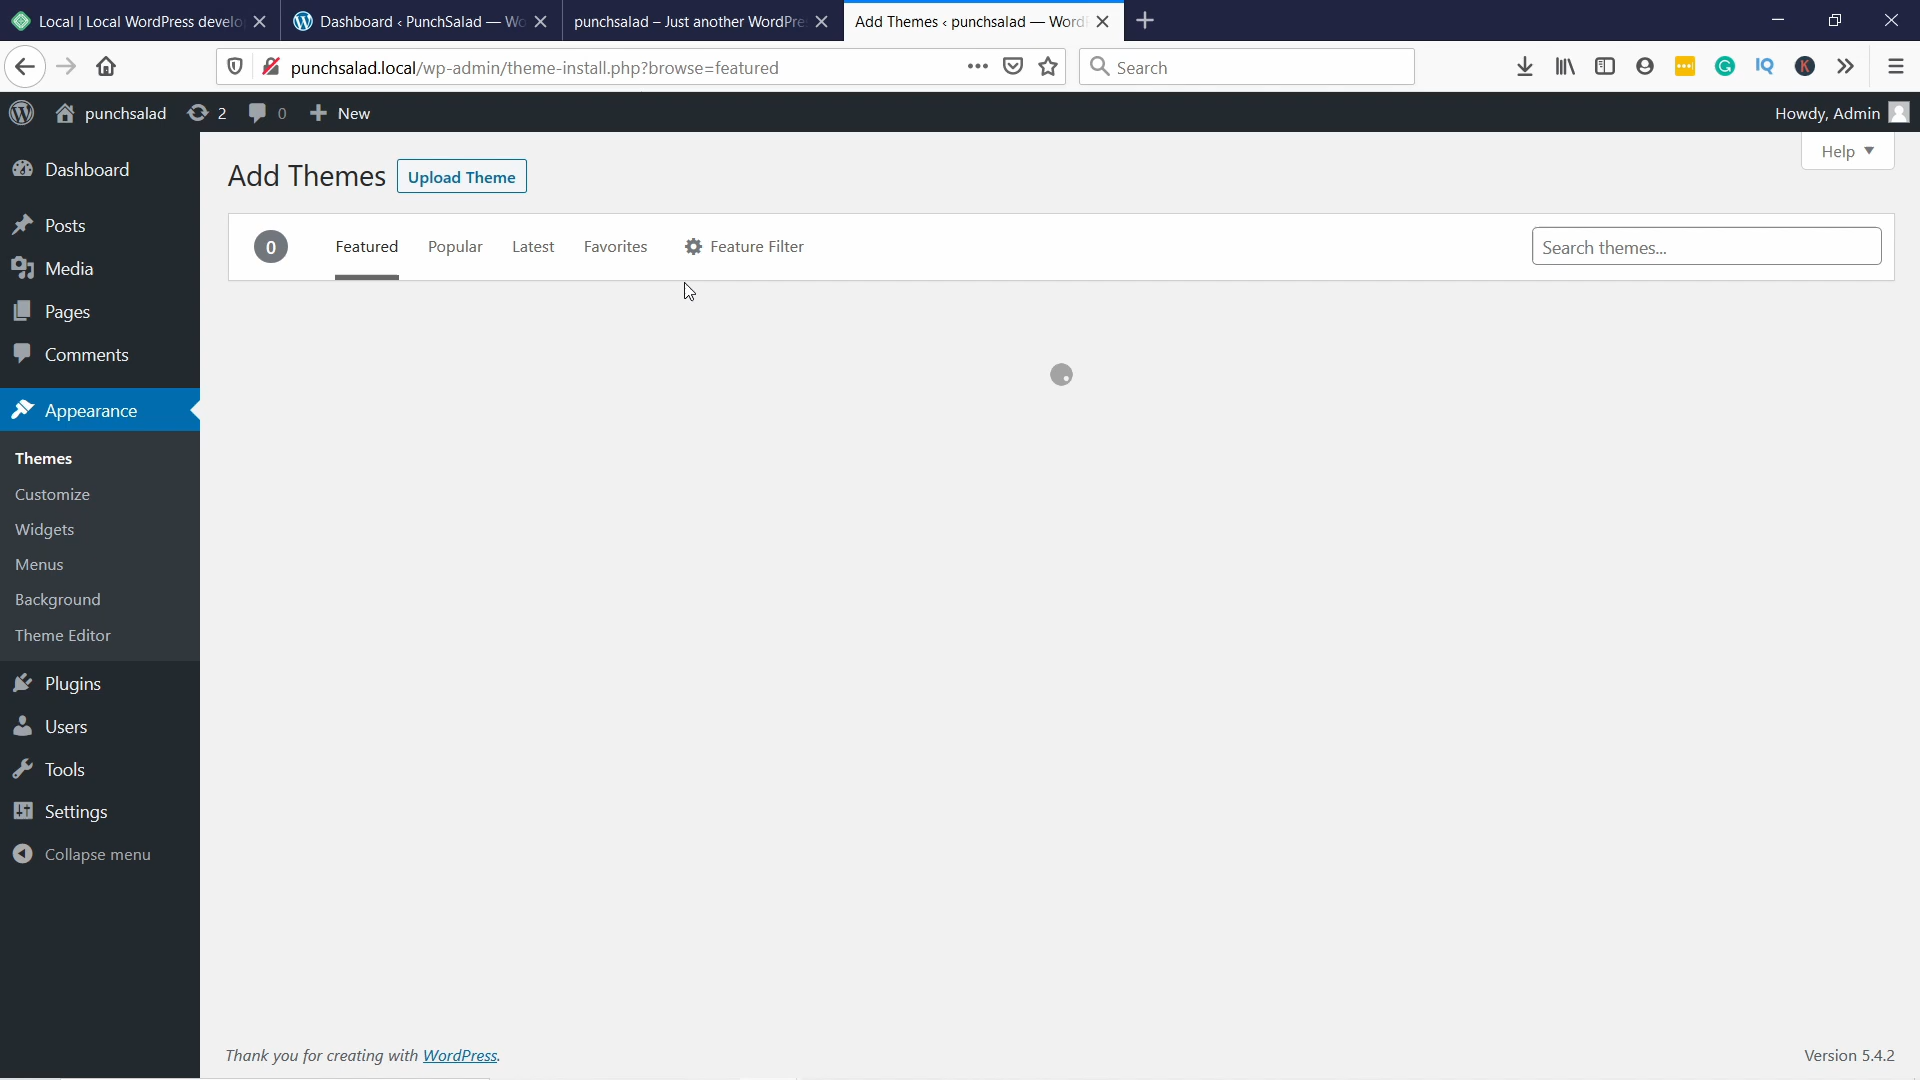 Local | Local WordPress develo
Dashboard ‹ PunchSalad — Wo
punchsalad – Just another WordPre
Add Themes ‹ punchsalad — Word
punchsalad.local/wp-admin/theme-install.php?browse=featured
Search
IQ
K
punchsalad
2
0
New
Howdy, Admin
Help
Dashboard
Posts
Media
Pages
Comments
Appearance
Themes
Customize
Widgets
Menus
Background
Theme Editor
Plugins
Users
Tools
Settings
Collapse menu
Add Themes
Upload Theme
0
Featured
Popular
Latest
Favorites
Feature Filter
Search themes...
Thank you for creating with WordPress.
Version 5.4.2